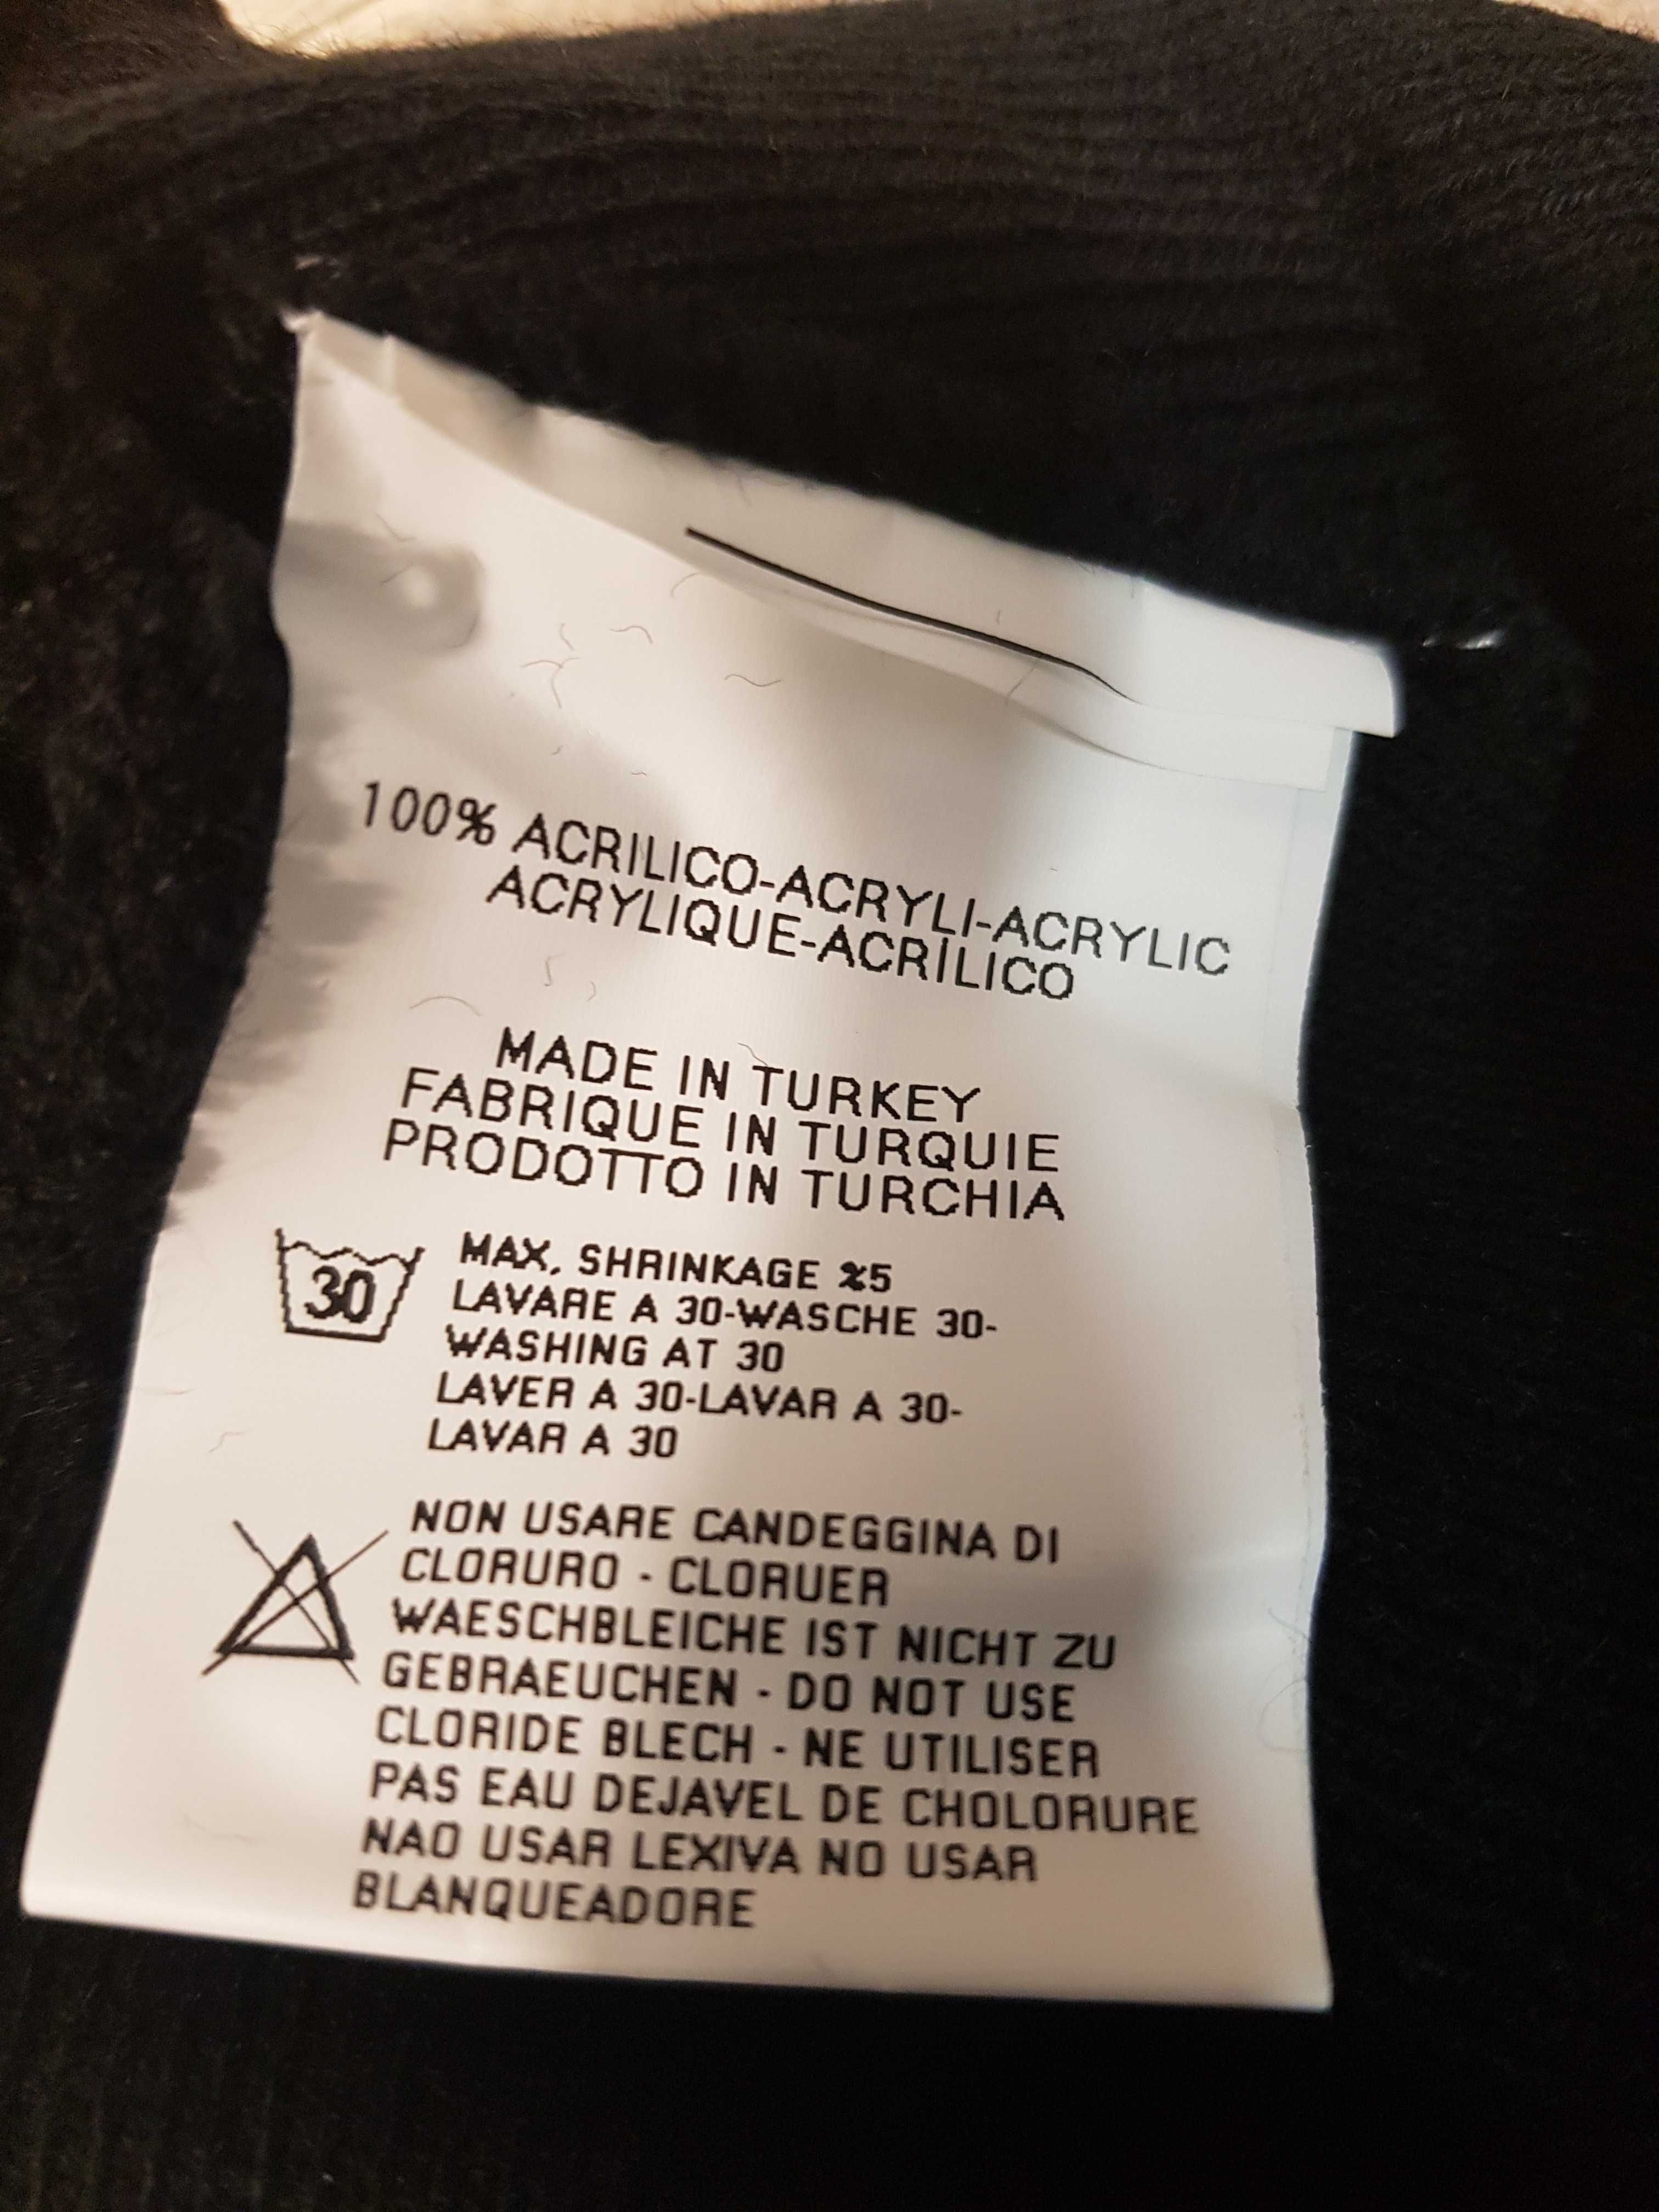 100% ACRILICO-ACRYLI-ACRYLIC
ACRYLIQUE-ACRİLICO
MADE IN TURKEY
FABRIQUE IN TURQUIE
PRODOTTO IN TURCHIA
30
MAX. SHRINKAGE %5
LAVARE A 30-WASCHE 30-
WASHING AT 30
LAVER A 30-LAVAR A 30-
LAVAR A 30
NON USARE CANDEGGINA DI
CLORURO - CLORUER
WAESCHBLEICHE IST NICHT ZU
GEBRAEUCHEN - DO NOT USE
CLORIDE BLECH - NE UTILISER
PAS EAU DEJAVEL DE CHOLORURE
NAO USAR LEXIVA NO USAR
BLANQUEADORE